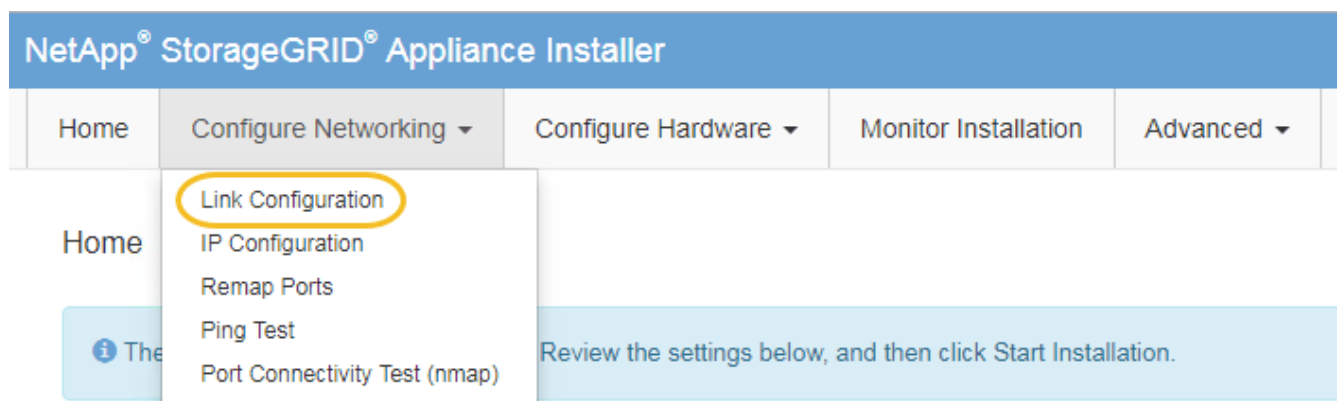 NetApp® StorageGRID® Appliance Installer
Home Configure Networking Configure Hardware Monitor Installation Advanced
Link Configuration
Home IP Configuration
Remap Ports
Ping Test
The Review the settings below, and then click Start Installation.
Port Connectivity Test (nmap)